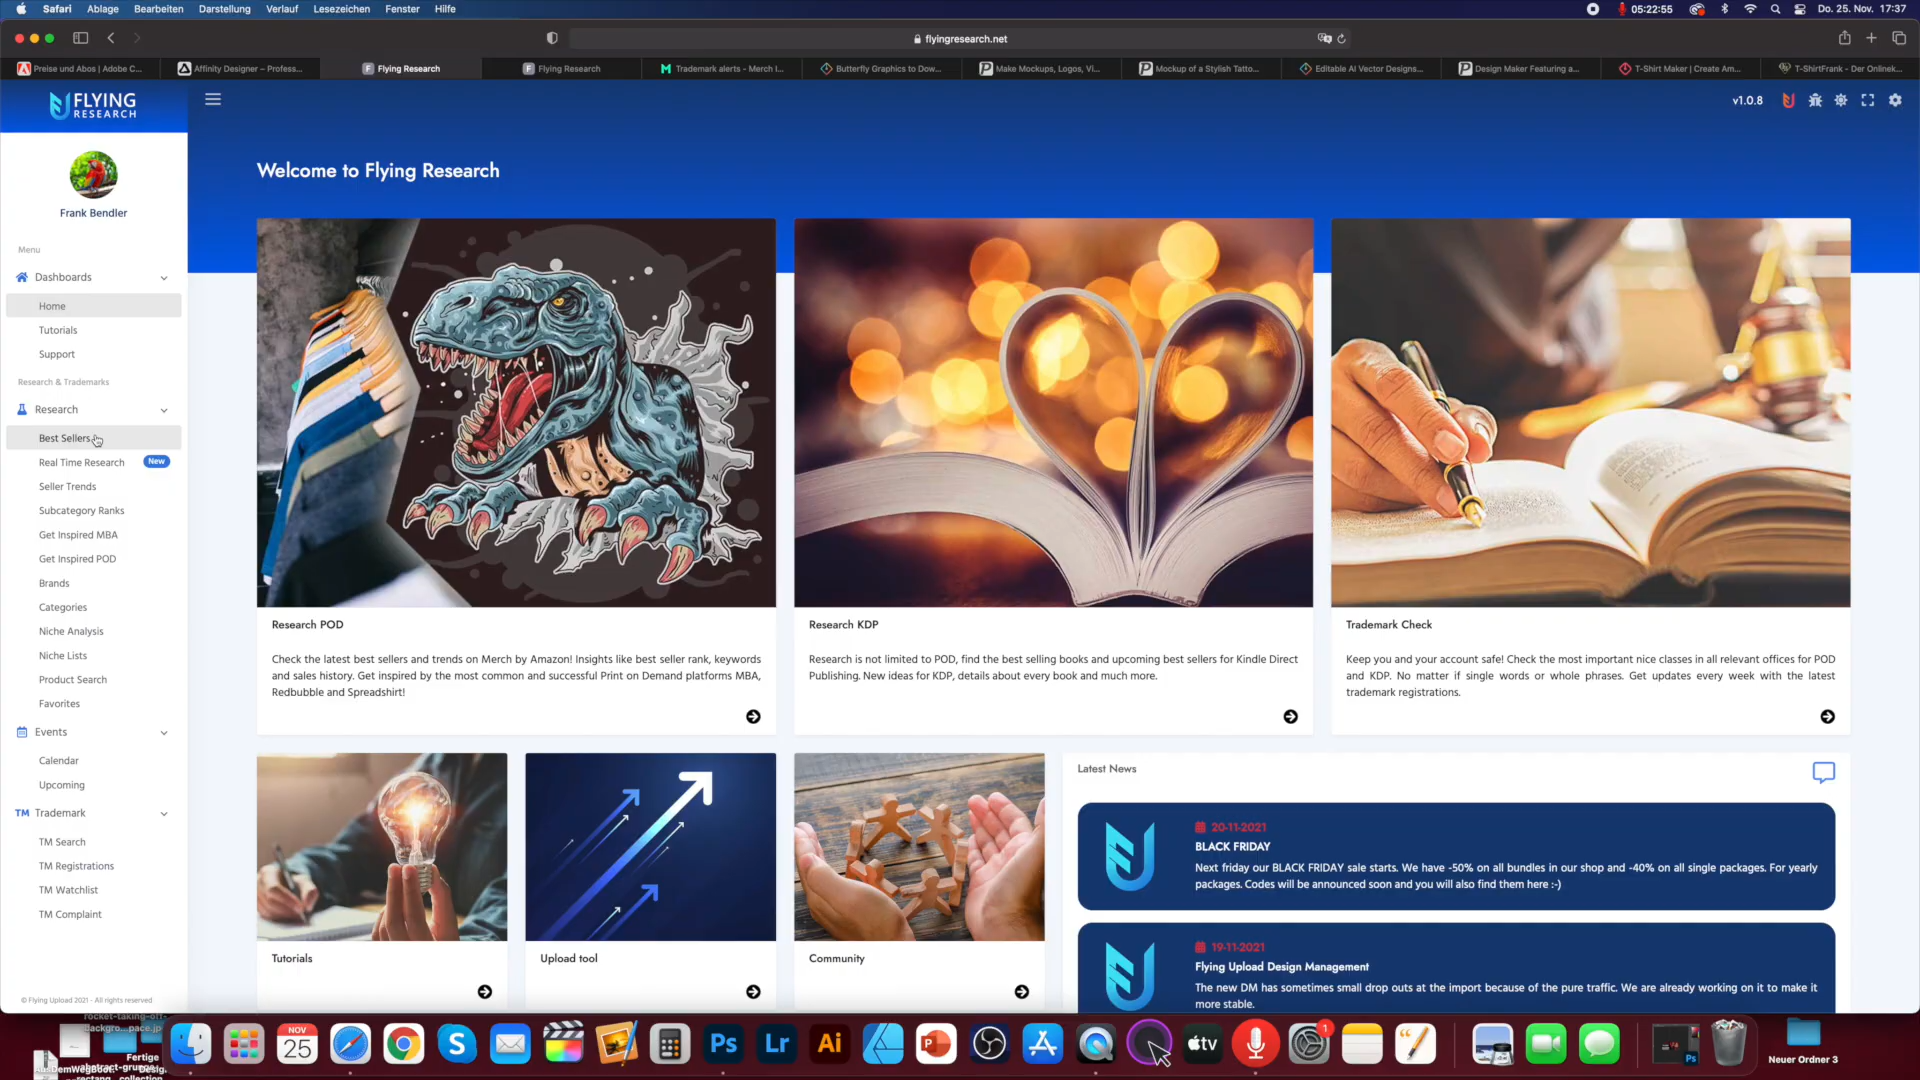 Safari Ablage Bearbeiten Darstellung Verlauf Lesezeichen Fenster Hilfe 05:22:55 Do. 25. Nov. 17:37
flyingresearch.net
Preise und Abos | Adobe C... Affinity Designer – Profess... Flying Research Flying Research Trademark alerts - Merch I... Butterfly Graphics to Dow... Make Mockups, Logos, Vi... Mockup of a Stylish Tatto... Editable AI Vector Designs... Design Maker Featuring a... T-Shirt Maker | Create Am... T-ShirtFrank - Der Onlinek...
FLYING
RESEARCH
v1.0.8
Welcome to Flying Research
Frank Bendler
Menu
Dashboards
Home
Tutorials
Support
Research & Trademarks
Research
Best Sellers
Real Time Research New
Seller Trends
Subcategory Ranks
Get Inspired MBA
Get Inspired POD
Brands
Categories
Niche Analysis
Niche Lists
Product Search
Favorites
Events
Calendar
Upcoming
TM Trademark
TM Search
TM Registrations
TM Watchlist
TM Complaint
© Flying Upload 2021 - All rights reserved
Research POD
Check the latest best sellers and trends on Merch by Amazon! Insights like best seller rank, keywords
and sales history. Get inspired by the most common and successful Print on Demand platforms MBA,
Redbubble and Spreadshirt!
Research KDP
Research is not limited to POD, find the best selling books and upcoming best sellers for Kindle Direct
Publishing. New ideas for KDP, details about every book and much more.
Trademark Check
Keep you and your account safe! Check the most important nice classes in all relevant offices for POD
and KDP. No matter if single words or whole phrases. Get updates every week with the latest
trademark registrations.
Tutorials
Upload tool
Community
Latest News
20-11-2021
BLACK FRIDAY
Next friday our BLACK FRIDAY sale starts. We have -50% on all bundles in our shop and -40% on all single packages. For yearly
packages. Codes will be announced soon and you will also find them here :-)
19-11-2021
Flying Upload Design Management
The new DM has sometimes small drop outs at the import because of the pure traffic. We are already working on it to make it
more stable.
rocket-taking-off-
Fertige
NOV
25
Ps
Lr
Ai
tv
1
Ps
Neuer Ordner 3